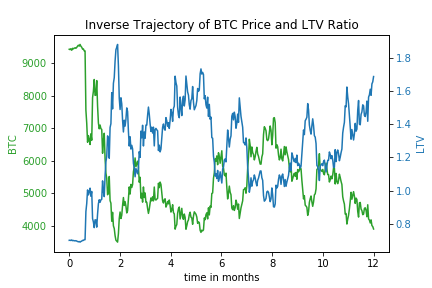 Inverse Trajectory of BTC Price and LTV Ratio
9000
8000
7000
6000
5000
4000
BTC
1.8
1.6
1.4
1.2
1.0
0.8
LTV
0 2 4 6 8 10 12
time in months